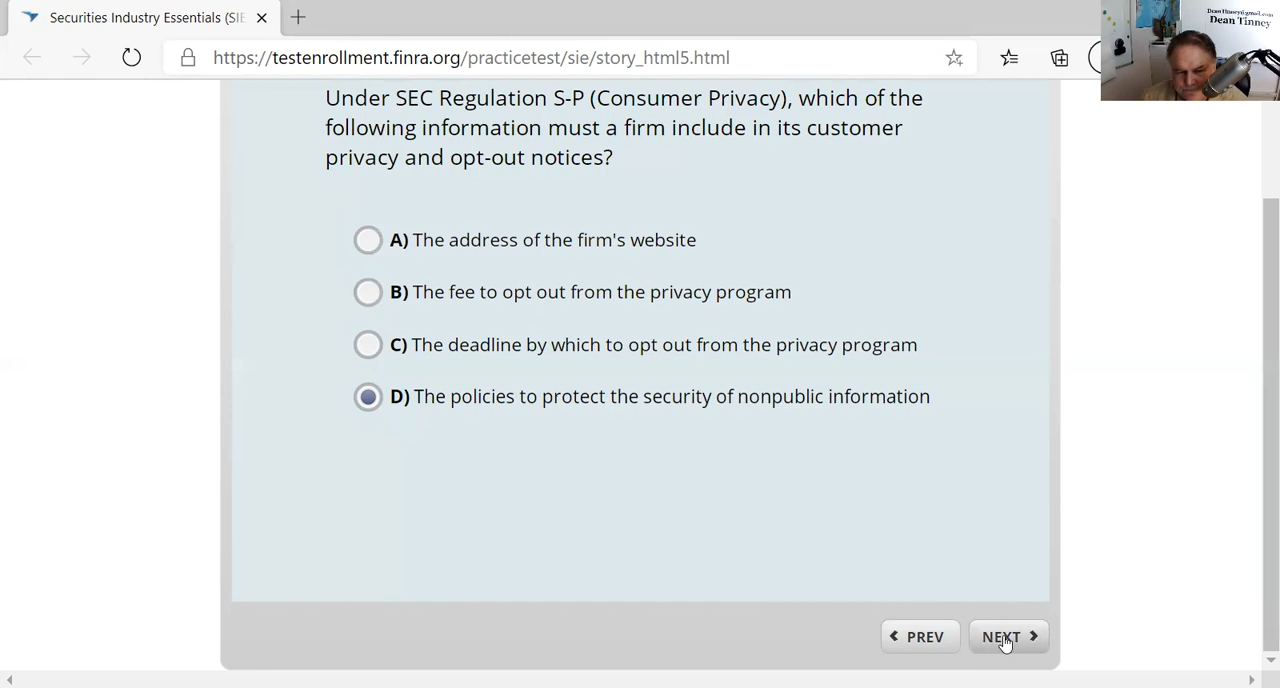 Securities Industry Essentials (SIE
https://testenrollment.finra.org/practicetest/sie/story_html5.html
DeanTinney@gmail.com
Dean Tinney
Under SEC Regulation S-P (Consumer Privacy), which of the
following information must a firm include in its customer
privacy and opt-out notices?
A) The address of the firm's website
B) The fee to opt out from the privacy program
C) The deadline by which to opt out from the privacy program
D) The policies to protect the security of nonpublic information
PREV
NEXT